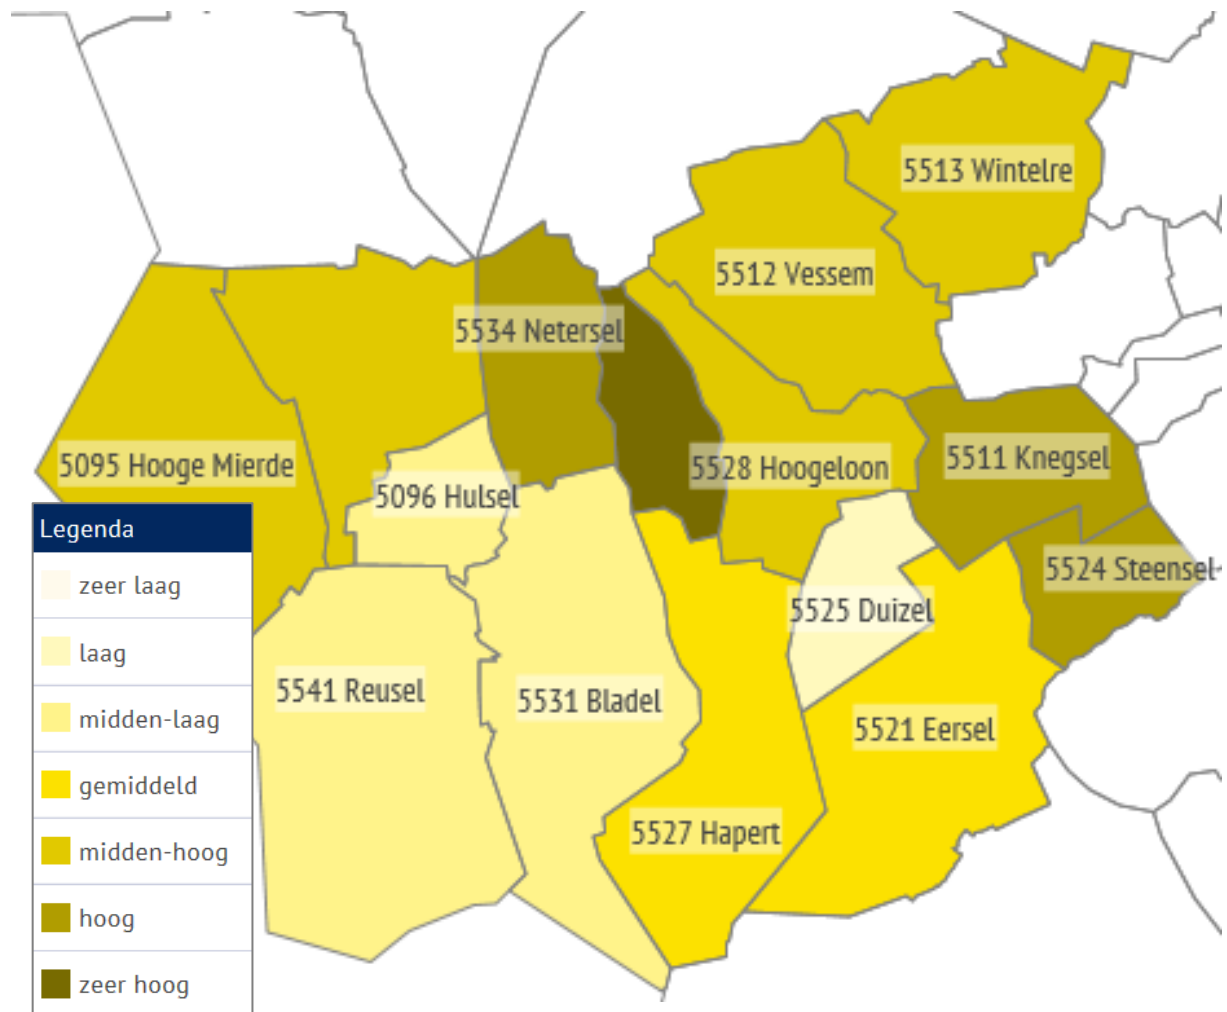 5513 Wintelre
5512 Vessem
5534 Netersel
5095 Hooge Mierde
5096 Hulsel
5528 Hoogeloon
5511 Knegsel
5524 Steensel
5525 Duizel
5541 Reusel
5531 Bladel
5521 Eersel
5527 Hapert
Legenda
zeer laag
laag
midden-laag
gemiddeld
midden-hoog
hoog
zeer hoog